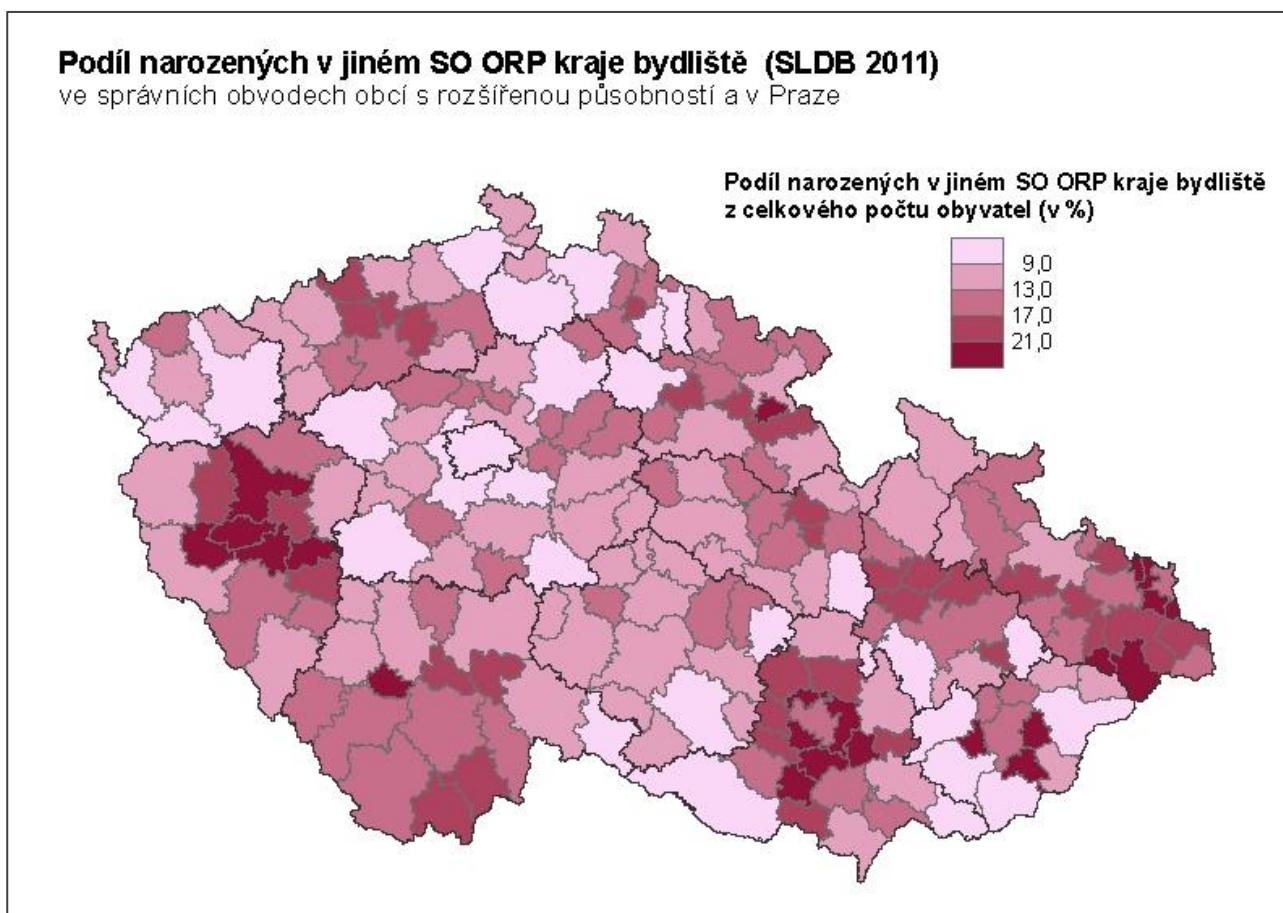 Podíl narozených v jiném SO ORP kraje bydliště (SLDB 2011)
ve správních obvodech obcí s rozšířenou působností a v Praze
Podíl narozených v jiném SO ORP kraje bydliště
z celkového počtu obyvatel (v %)
9,0
13,0
17,0
21,0